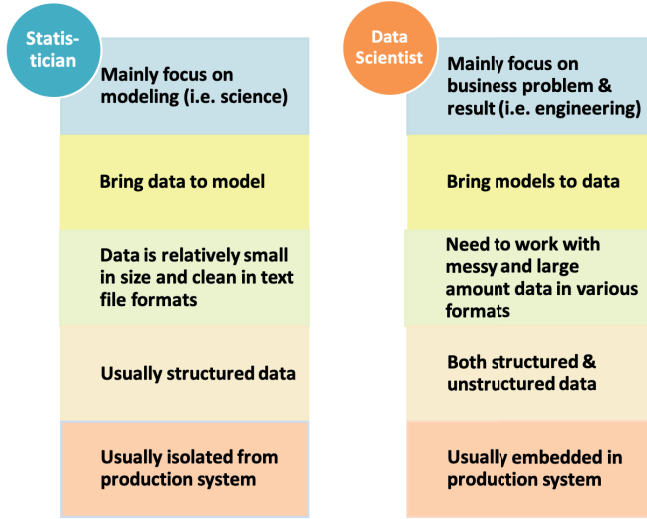 Statis-
tician
Mainly focus on
modeling (i.e. science)
Bring data to model
Data is relatively small
in size and clean in text
file formats
Usually structured data
Usually isolated from
production system
Data
Scientist
Mainly focus on
business problem &
result (i.e. engineering)
Bring models to data
Need to work with
messy and large
amount data in various
formats
Both structured &
unstructured data
Usually embedded in
production system